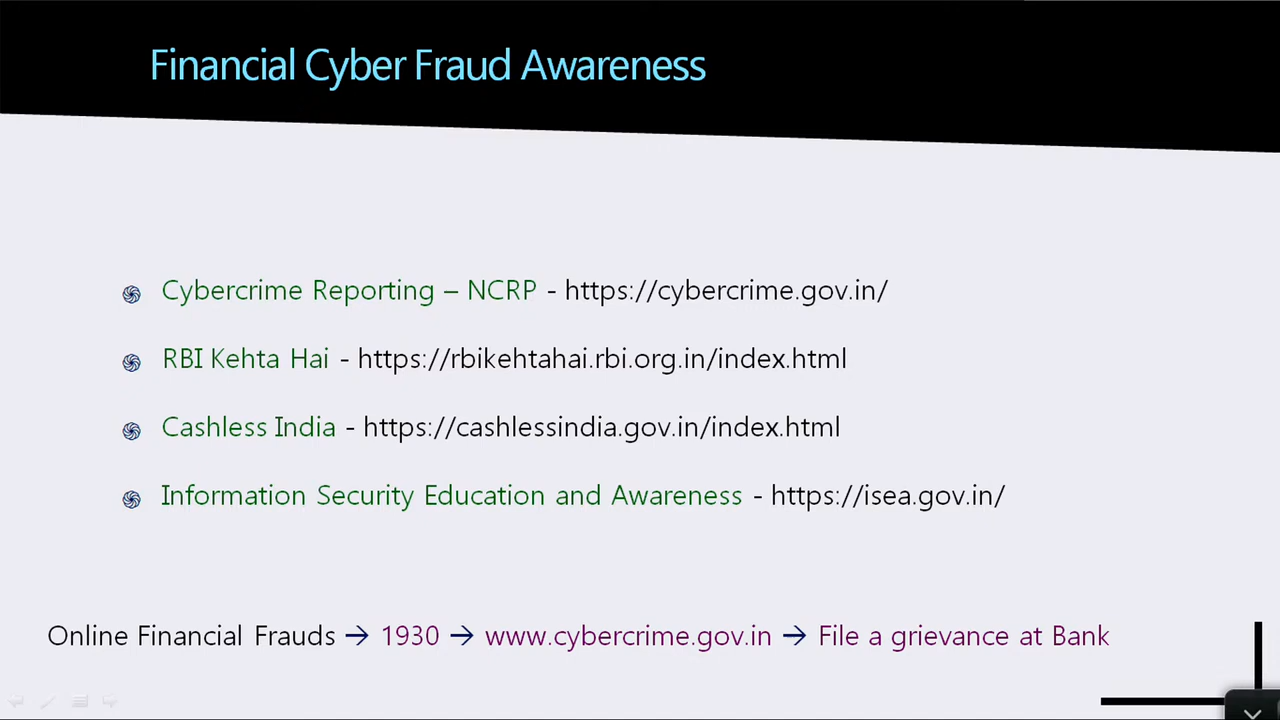 Financial Cyber Fraud Awareness
Cybercrime Reporting – NCRP - https://cybercrime.gov.in/
RBI Kehta Hai - https://rbikehtahai.rbi.org.in/index.html
Cashless India - https://cashlessindia.gov.in/index.html
Information Security Education and Awareness - https://isea.gov.in/
Online Financial Frauds → 1930 → www.cybercrime.gov.in → File a grievance at Bank